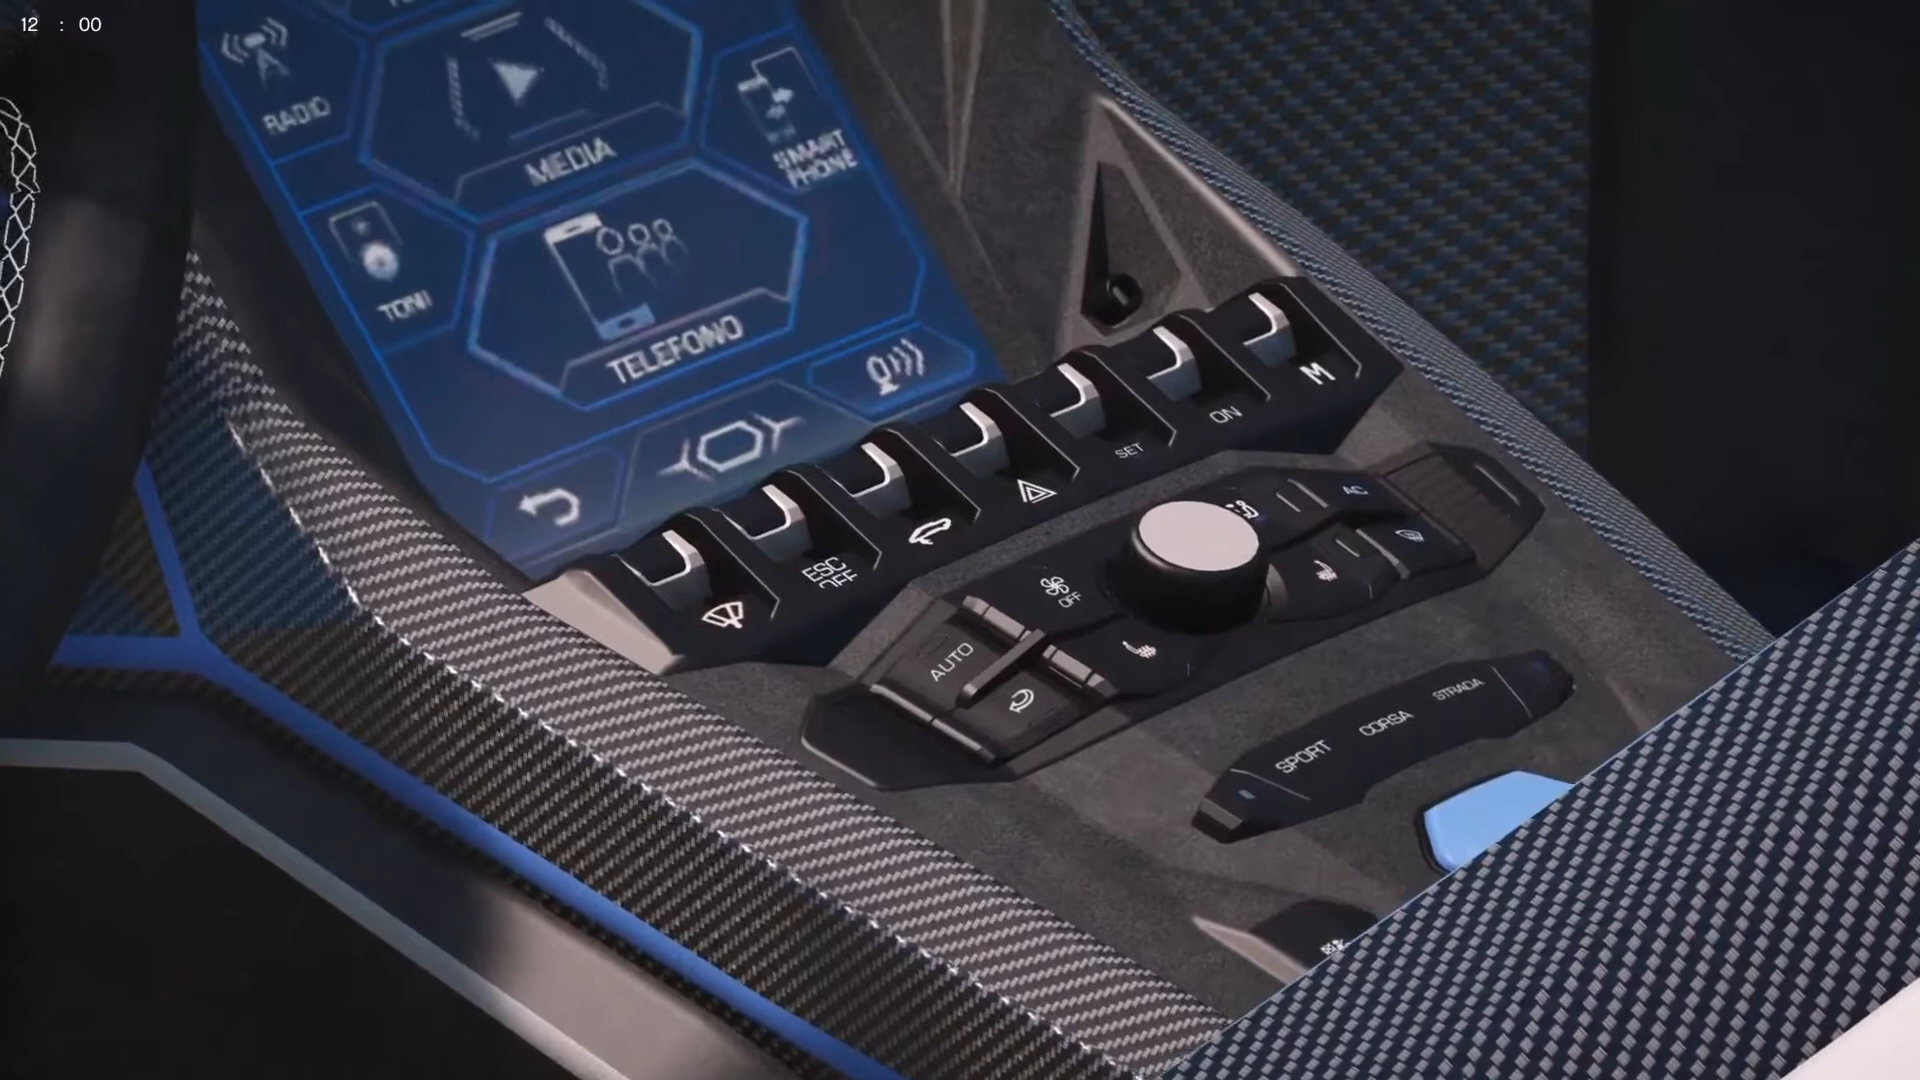 12 : 00
RADIO
MEDIA
SMART
PHONE
TONI
TELEFONO
M
ON
SET
ESC
OFF
AC
OFF
AUTO
STRADA
CORSA
SPORT